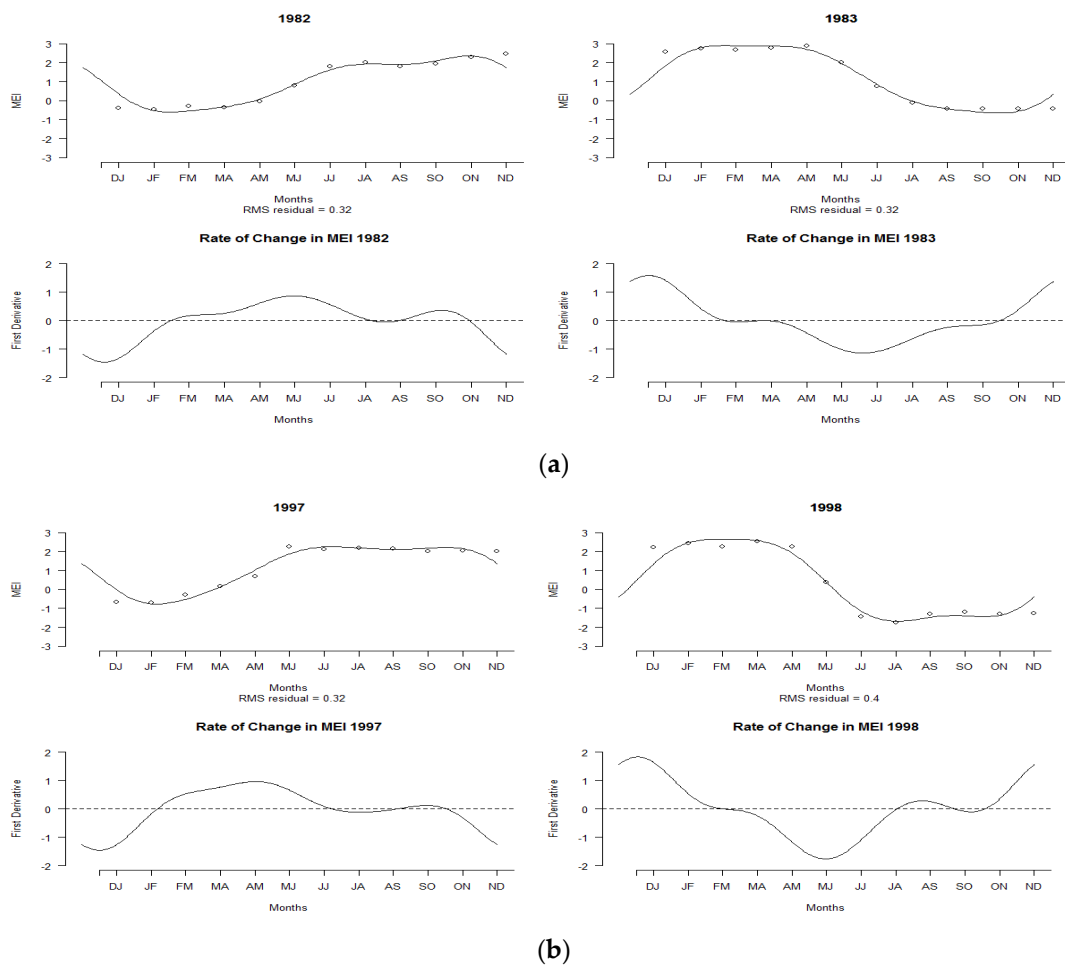 1982
3
2
1
0
-1
-2
-3
MEI
DJ JF FM MA AM MJ JJ JA AS SO ON ND
Months
RMS residual = 0.32
1983
3
2
1
0
-1
-2
-3
MEI
DJ JF FM MA AM MJ JJ JA AS SO ON ND
Months
RMS residual = 0.32
Rate of Change in MEI 1982
2
1
0
-1
-2
First Derivative
DJ JF FM MA AM MJ JJ JA AS SO ON ND
Months
Rate of Change in MEI 1983
2
1
0
-1
-2
First Derivative
DJ JF FM MA AM MJ JJ JA AS SO ON ND
Months
(a)
1997
3
2
1
0
-1
-2
-3
MEI
DJ JF FM MA AM MJ JJ JA AS SO ON ND
Months
RMS residual = 0.32
1998
3
2
1
0
-1
-2
-3
MEI
DJ JF FM MA AM MJ JJ JA AS SO ON ND
Months
RMS residual = 0.4
Rate of Change in MEI 1997
2
1
0
-1
-2
First Derivative
DJ JF FM MA AM MJ JJ JA AS SO ON ND
Months
Rate of Change in MEI 1998
2
1
0
-1
-2
First Derivative
DJ JF FM MA AM MJ JJ JA AS SO ON ND
Months
(b)